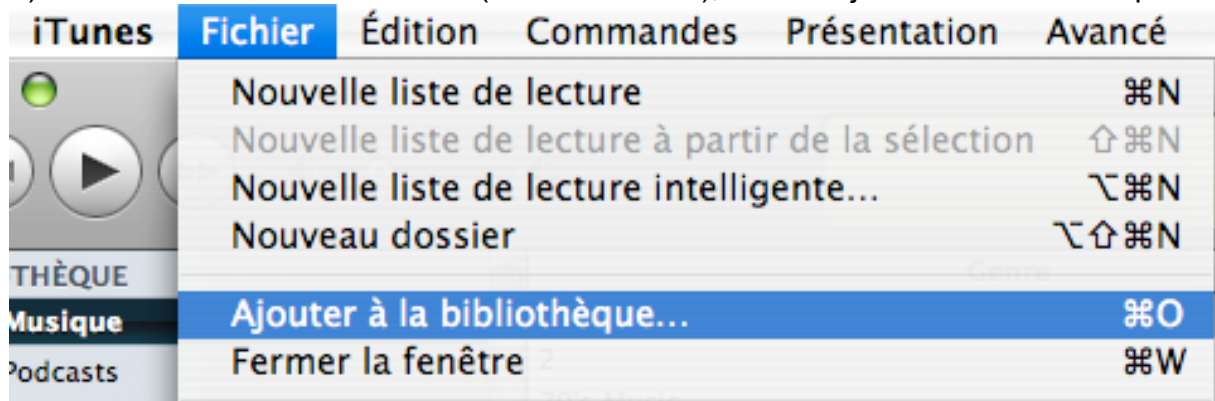 iTunes Fichier Édition Commandes Présentation Avancé
Nouvelle liste de lecture ⌘N
Nouvelle liste de lecture à partir de la sélection ⇧⌘N
Nouvelle liste de lecture intelligente... ⌥⌘N
Nouveau dossier ⌥⇧⌘N
THÈQUE
Genre
Musique
Ajouter à la bibliothèque... ⌘O
Podcasts
Fermer la fenêtre ⌘W